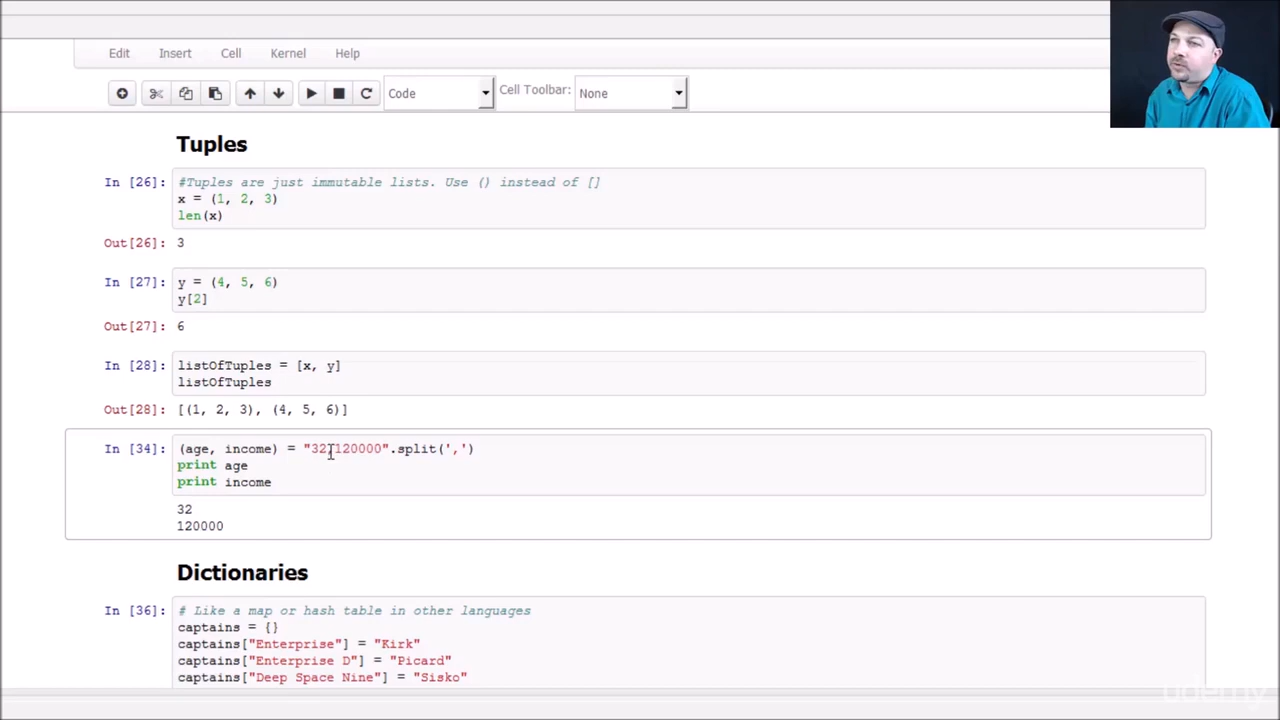 Edit Insert Cell Kernel Help
Code Cell Toolbar: None
Tuples
In [26]: #Tuples are just immutable lists. Use () instead of []
x = (1, 2, 3)
len(x)
Out[26]: 3
In [27]: y = (4, 5, 6)
y[2]
Out[27]: 6
In [28]: listOfTuples = [x, y]
listOfTuples
Out[28]: [(1, 2, 3), (4, 5, 6)]
In [34]: (age, income) = "32,120000".split(',')
print age
print income
32
120000
Dictionaries
In [36]: # Like a map or hash table in other languages
captains = {}
captains["Enterprise"] = "Kirk"
captains["Enterprise D"] = "Picard"
captains["Deep Space Nine"] = "Sisko"
udemy